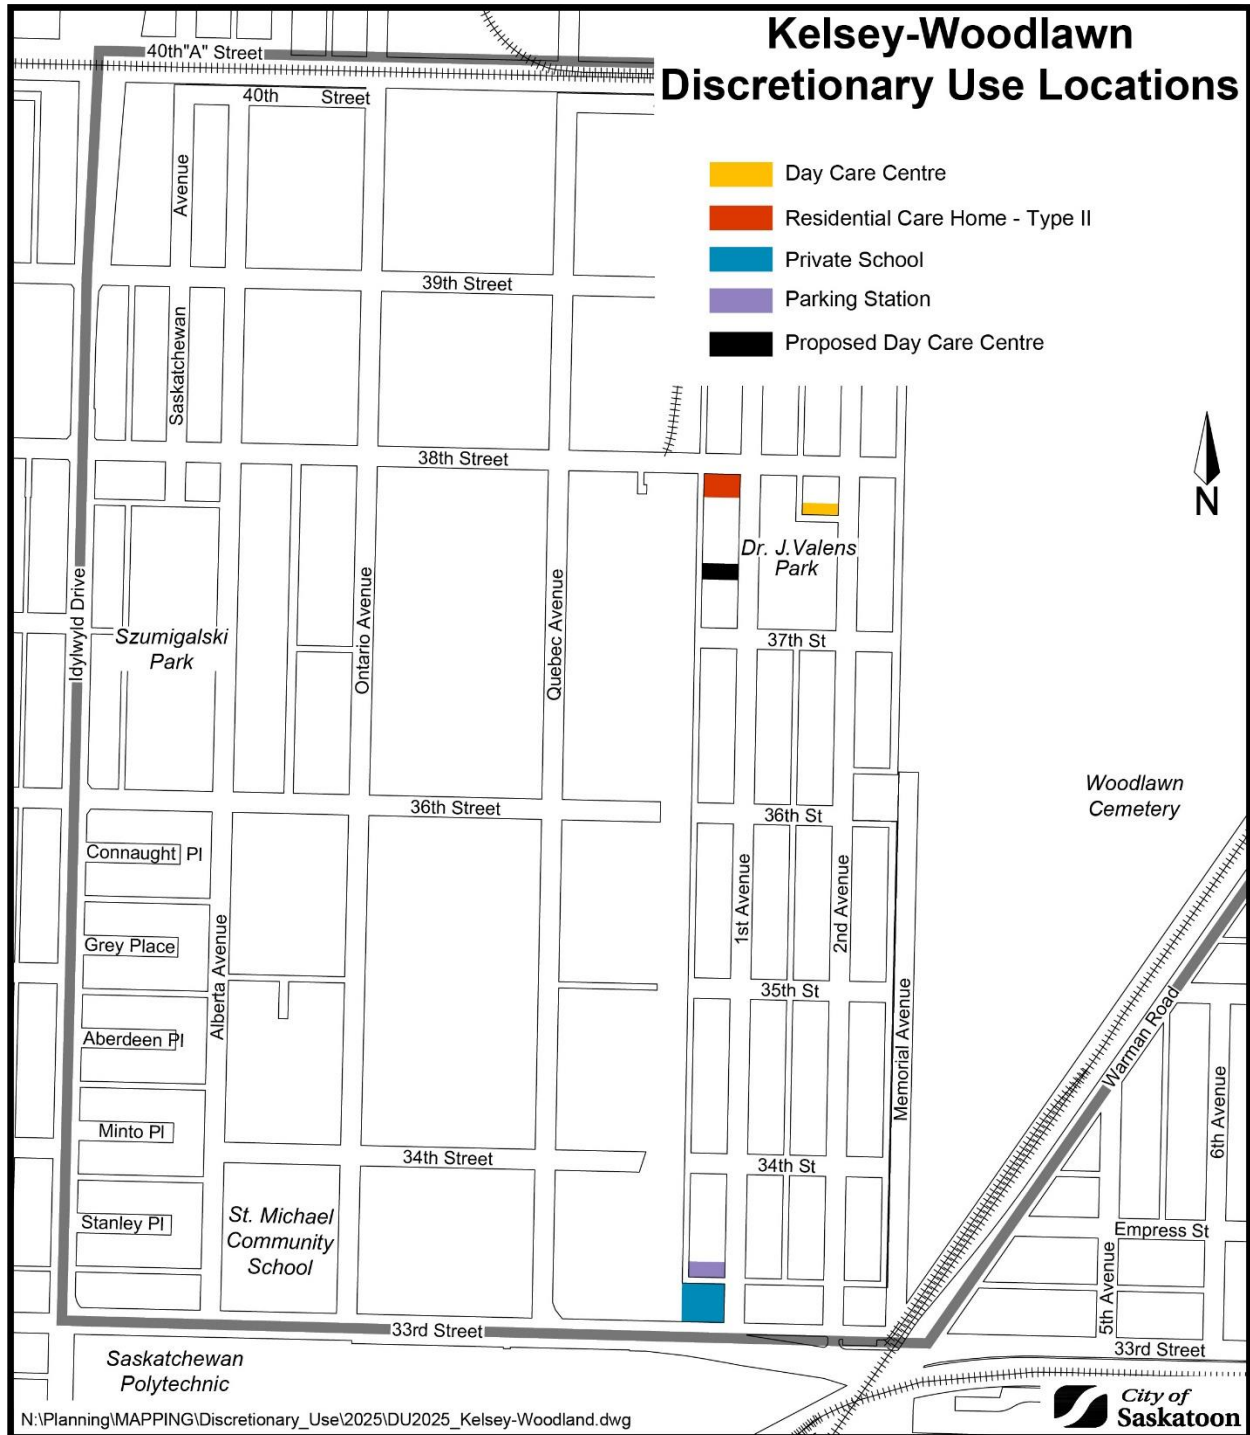 Kelsey-Woodlawn
Discretionary Use Locations
40th"A" Street
40th Street
Day Care Centre
Residential Care Home - Type II
Private School
Parking Station
Proposed Day Care Centre
Avenue
Saskatchewan
39th Street
38th Street
N
Dr. J.Valens
Park
Idylwyld Drive
Szumigalski
Park
Ontario Avenue
Quebec Avenue
37th St
36th Street
36th St
Woodlawn
Cemetery
Connaught Pl
Grey Place
Alberta Avenue
1st Avenue
2nd Avenue
35th St
Memorial Avenue
Warman Road
Aberdeen Pl
Minto Pl
34th Street
34th St
6th Avenue
Stanley Pl
St. Michael
Community
School
Empress St
5th Avenue
33rd Street
33rd Street
Saskatchewan
Polytechnic
N:\Planning\MAPPING\Discretionary_Use\2025\DU2025_Kelsey-Woodland.dwg
City of
Saskatoon